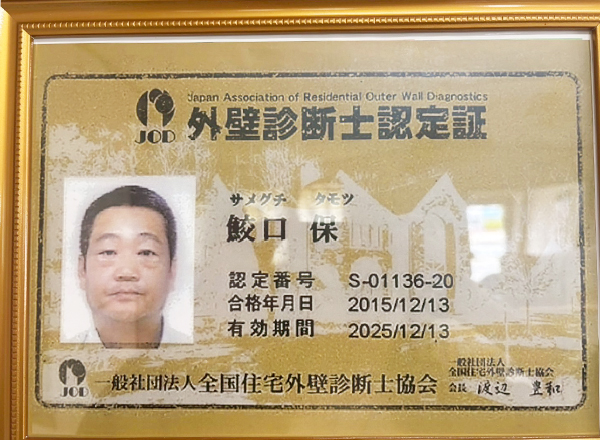 JOD
Japan Association of Residential Outer Wall Diagnostics
外壁診断士認定証
サメグチ タモツ
鮫口 保
認定番号 S-01136-20
合格年月日 2015/12/13
有効期間 2025/12/13
JOD
一般社団法人全国住宅外壁診断士協会
一般社団法人
全国住宅外壁診断士協会
会長 渡辺 豊和